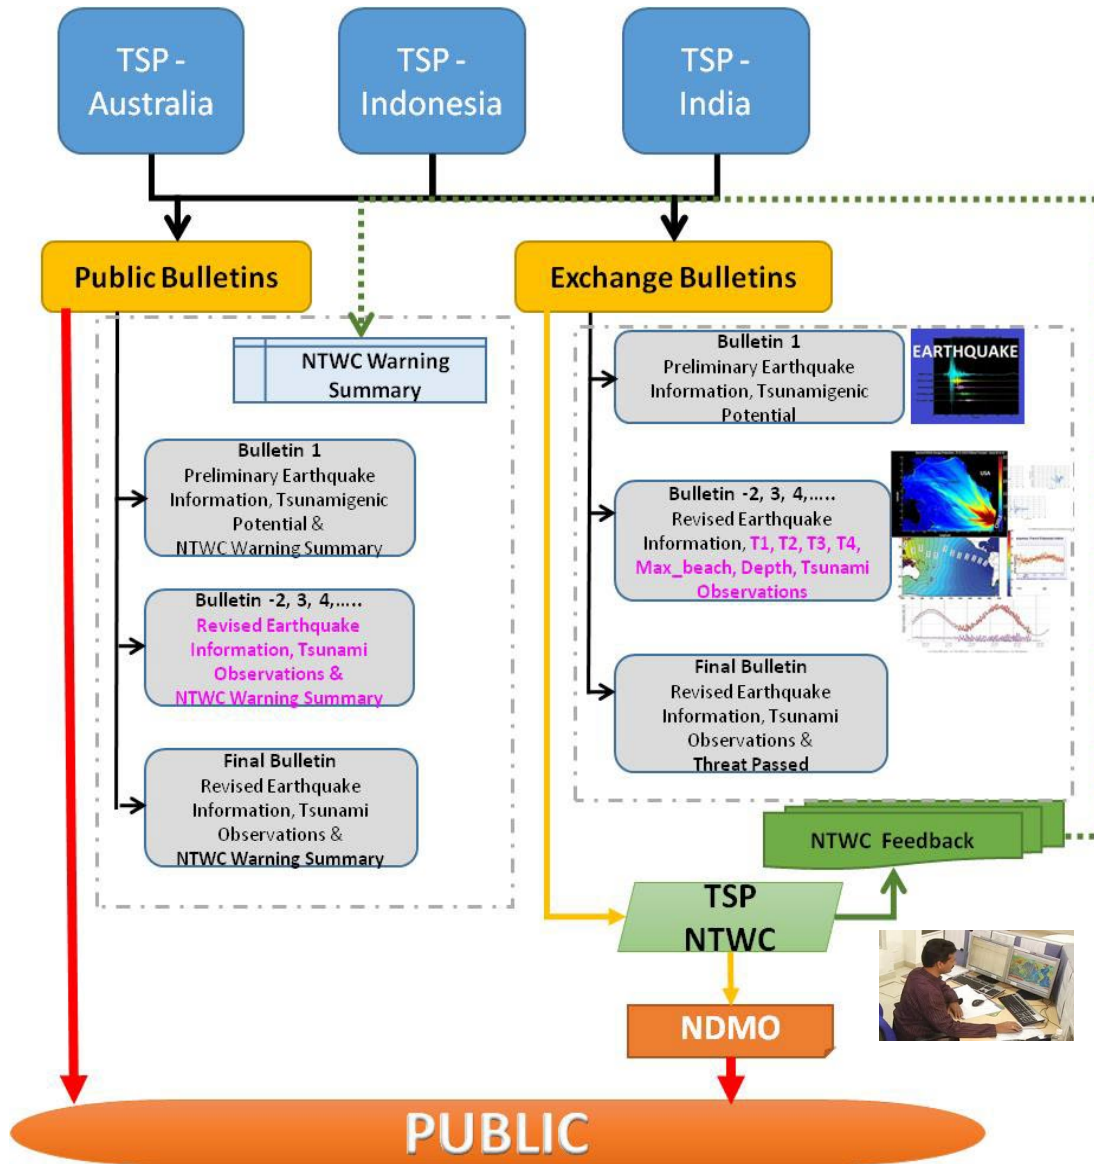 TSP -
Australia
TSP -
Indonesia
TSP -
India
Public Bulletins
Exchange Bulletins
NTWC Warning
Summary
Bulletin 1
Preliminary Earthquake
Information, Tsunamigenic
Potential &
NTWC Warning Summary
Bulletin -2, 3, 4,.....
Revised Earthquake
Information, Tsunami
Observations &
NTWC Warning Summary
Final Bulletin
Revised Earthquake
Information, Tsunami
Observations &
NTWC Warning Summary
Bulletin 1
Preliminary Earthquake
Information, Tsunamigenic
Potential
EARTHQUAKE
Bulletin -2, 3, 4,.....
Revised Earthquake
Information, T1, T2, T3, T4,
Max_beach, Depth, Tsunami
Observations
USA
Final Bulletin
Revised Earthquake
Information, Tsunami
Observations &
Threat Passed
NTWC Feedback
TSP
NTWC
NDMO
PUBLIC